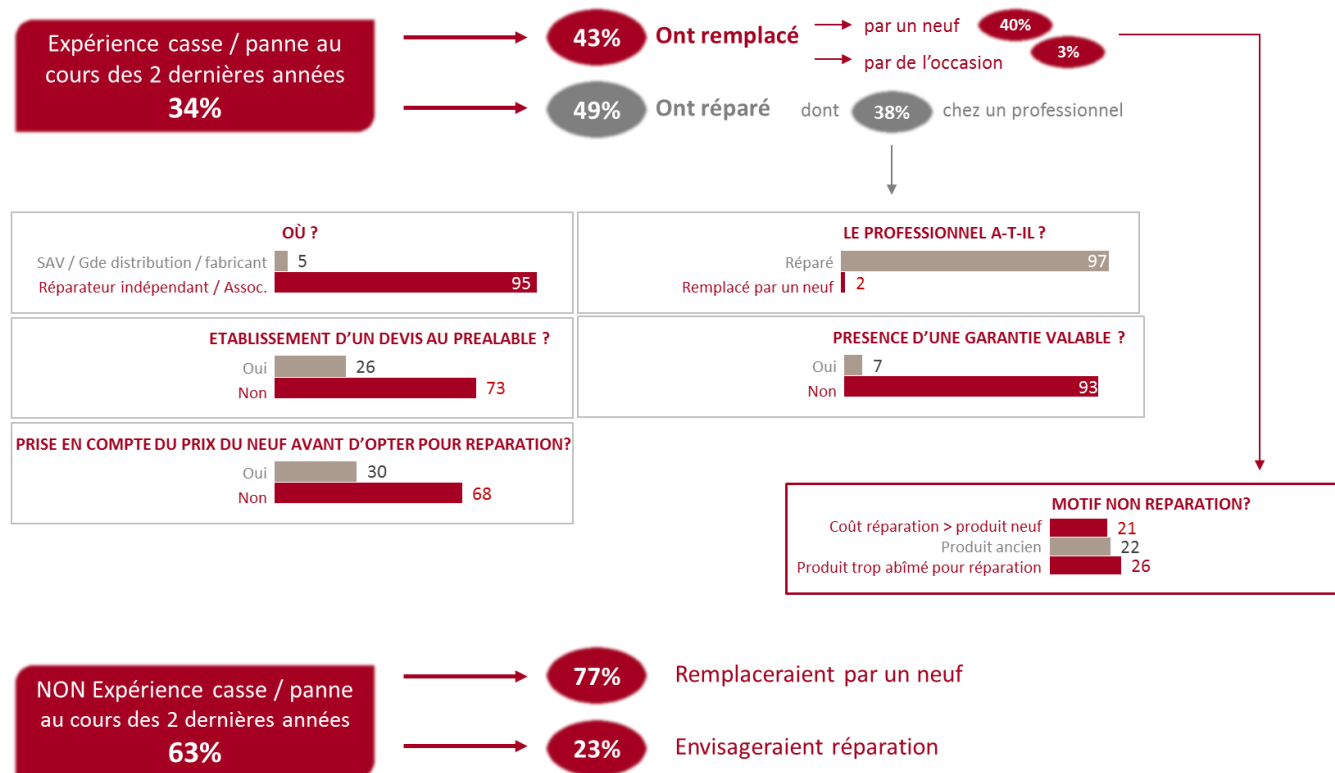 Expérience casse / panne au
cours des 2 dernières années
34%
43% Ont remplacé
par un neuf 40%
par de l'occasion 3%
49% Ont réparé dont 38% chez un professionnel
OÙ ?
SAV / Gde distribution / fabricant 5
Réparateur indépendant / Assoc. 95
LE PROFESSIONNEL A-T-IL ?
Réparé 97
Remplacé par un neuf 2
ETABLISSEMENT D'UN DEVIS AU PREALABLE ?
Oui 26
Non 73
PRESENCE D'UNE GARANTIE VALABLE ?
Oui 7
Non 93
PRISE EN COMPTE DU PRIX DU NEUF AVANT D'OPTER POUR REPARATION?
Oui 30
Non 68
MOTIF NON REPARATION?
Coût réparation > produit neuf 21
Produit ancien 22
Produit trop abîmé pour réparation 26
NON Expérience casse / panne
au cours des 2 dernières années
63%
77% Remplaceraient par un neuf
23% Envisageraient réparation